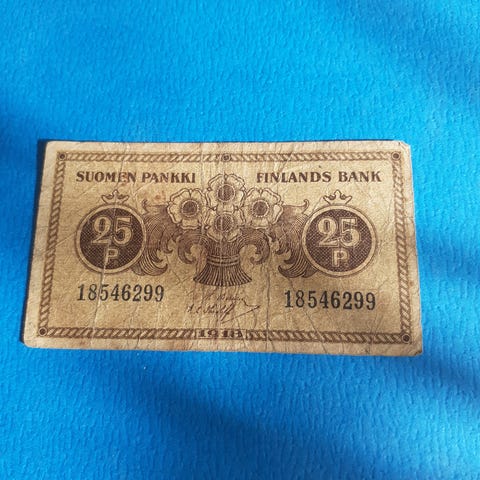 SUOMEN PANKKI FINLANDS BANK
25 P 25 P
18546299 18546299
1918